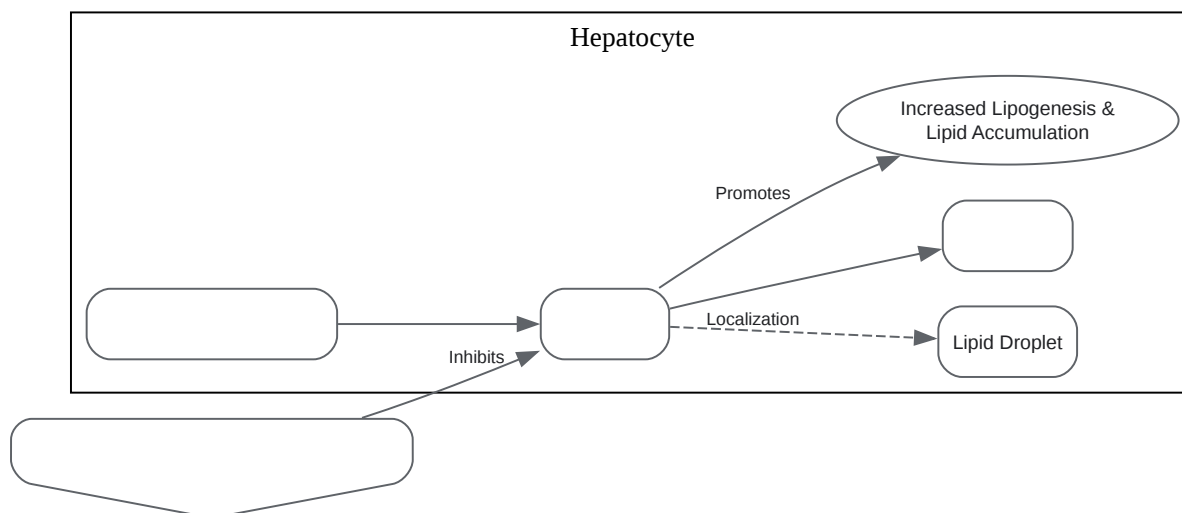 Hepatocyte
Increased Lipogenesis &
Lipid Accumulation
Promotes
Localization
Lipid Droplet
Inhibits